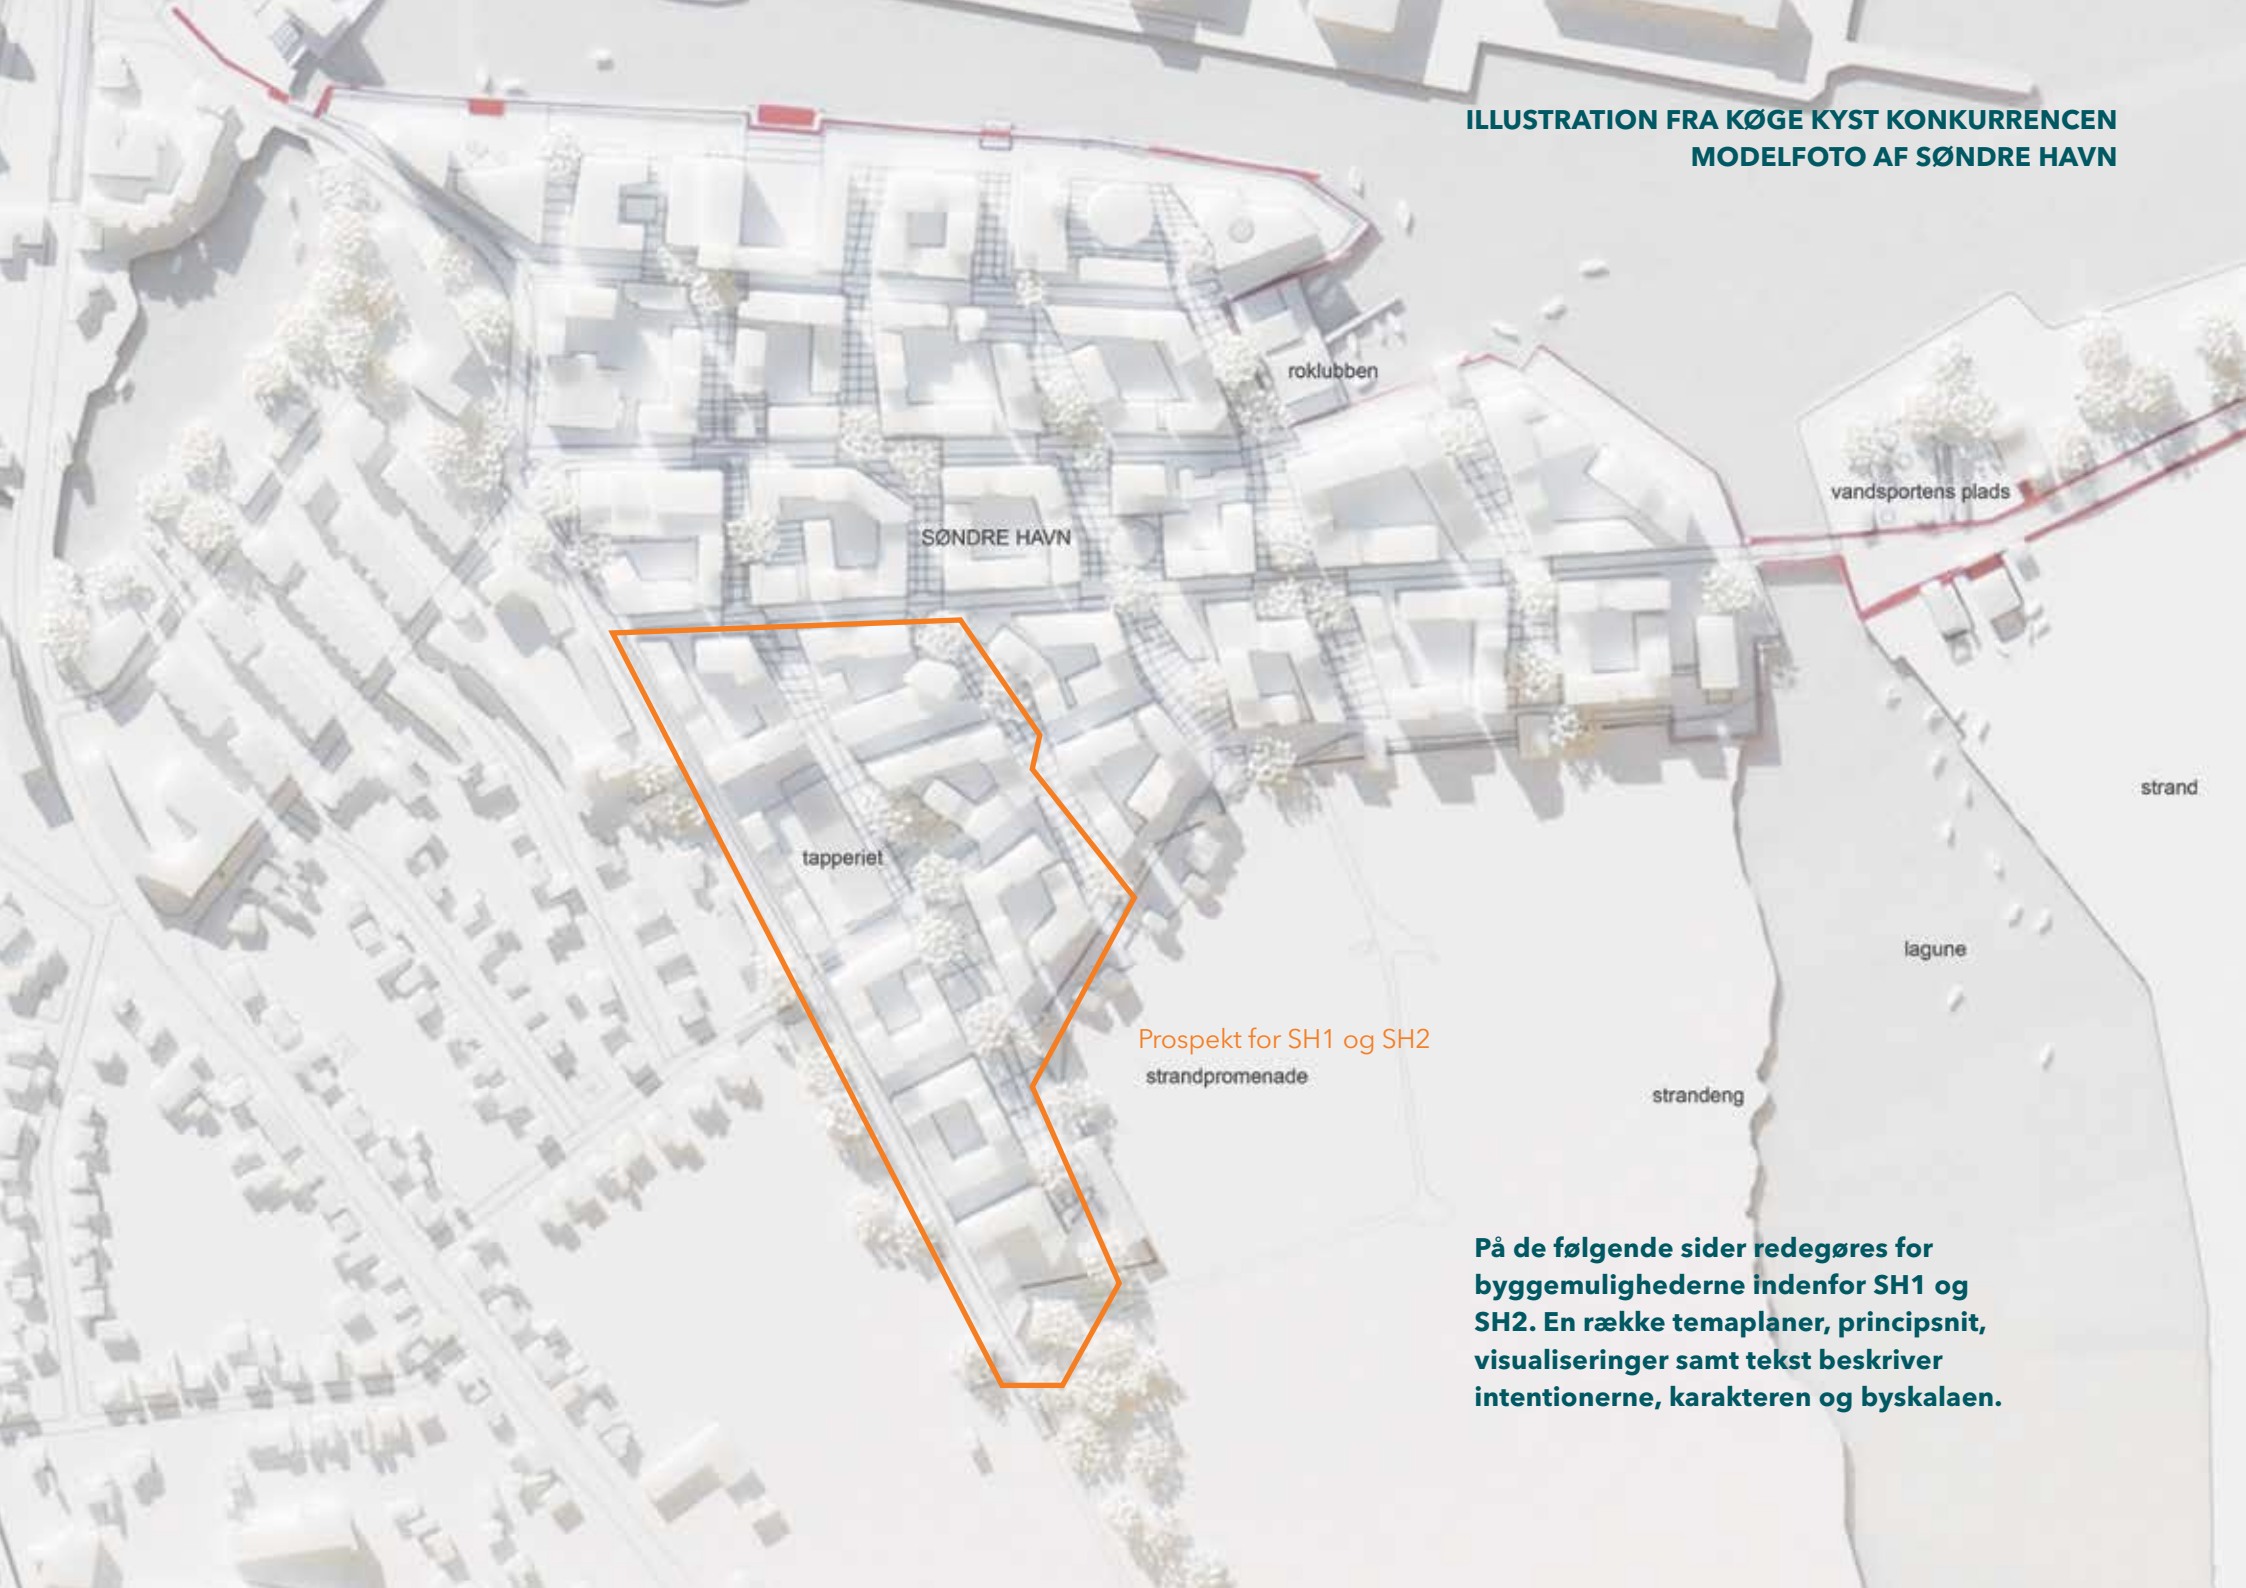 ILLUSTRATION FRA KØGE KYST KONKURRENCEN
MODELFOTO AF SØNDRE HAVN
roklubben
vandsportens plads
SØNDRE HAVN
strand
tapperiet
lagune
Prospekt for SH1 og SH2
strandpromenade
strandeng
På de følgende sider redegøres for
byggemulighederne indenfor SH1 og
SH2. En række temaplaner, principsnit,
visualiseringer samt tekst beskriver
intentionerne, karakteren og byskalaen.